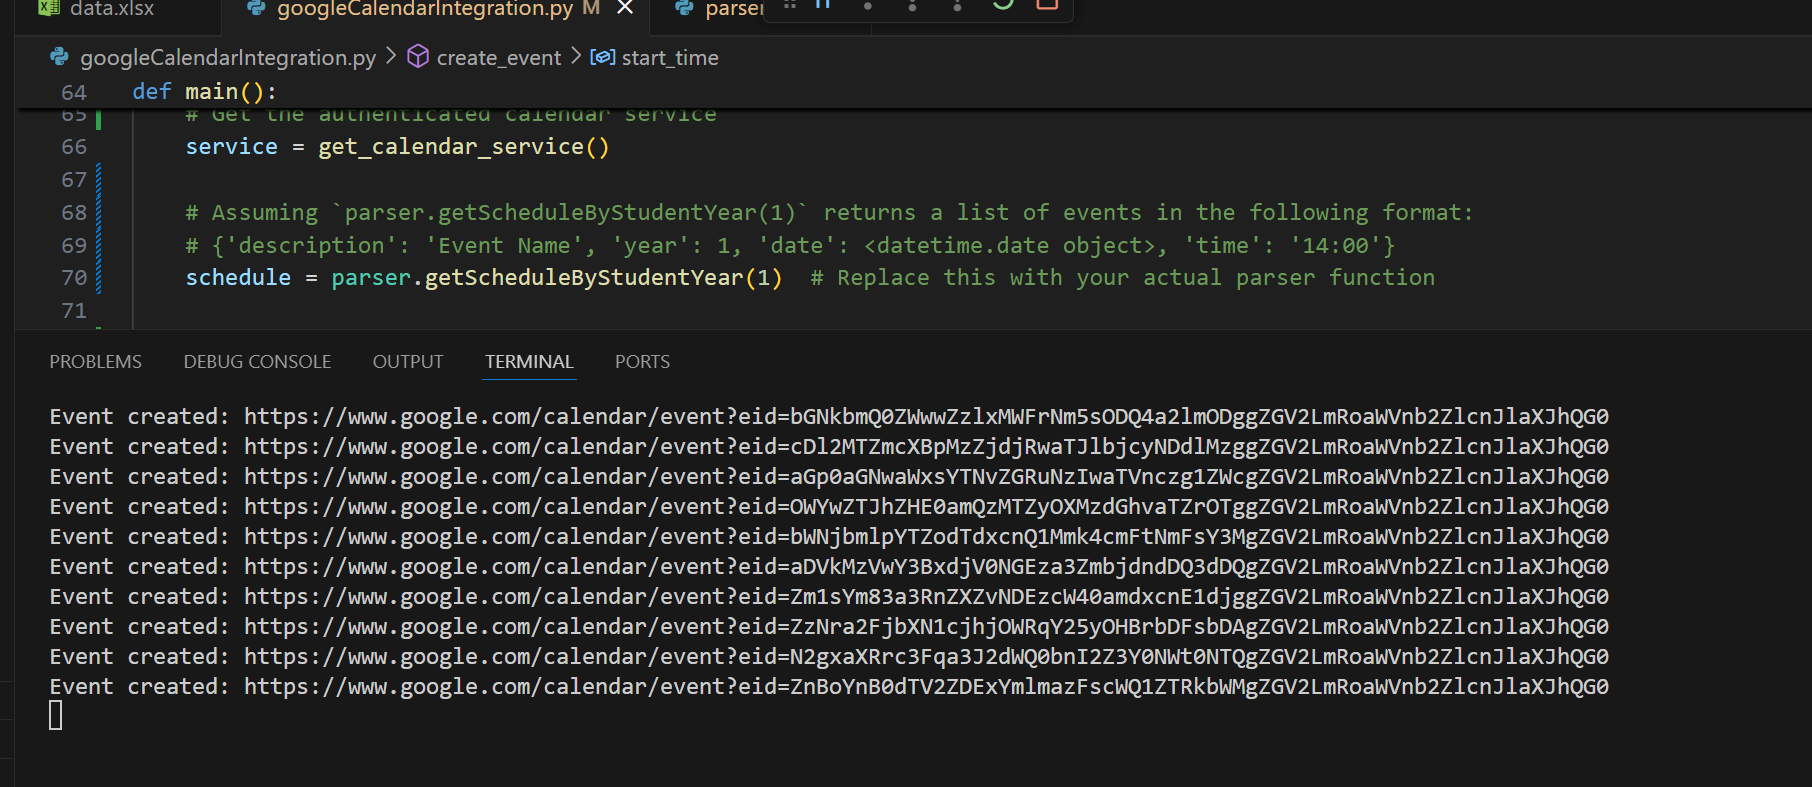 data.xlsx googleCalendarIntegration.py M parser
googleCalendarIntegration.py > create_event > start_time
64 def main():
65 # Get the authenticated calendar service
66 service = get_calendar_service()
67
68 # Assuming `parser.getScheduleByStudentYear(1)` returns a list of events in the following format:
69 # {'description': 'Event Name', 'year': 1, 'date': <datetime.date object>, 'time': '14:00'}
70 schedule = parser.getScheduleByStudentYear(1) # Replace this with your actual parser function
71
PROBLEMS DEBUG CONSOLE OUTPUT TERMINAL PORTS
Event created: https://www.google.com/calendar/event?eid=bGNkbmQ0ZWwwZzlxMWFrNm5sODQ4a2lmODggZGV2LmRoaWVnb2ZlcnJlaXJhQG0
Event created: https://www.google.com/calendar/event?eid=cDl2MTZmcXBpMzZjdjRwaTJlbjcyNDdlMzggZGV2LmRoaWVnb2ZlcnJlaXJhQG0
Event created: https://www.google.com/calendar/event?eid=aGp0aGNwaWxsYTNvZGRuNzIwaTVnczg1ZWcgZGV2LmRoaWVnb2ZlcnJlaXJhQG0
Event created: https://www.google.com/calendar/event?eid=OWYwZTJhZHE0amQzMTZyOXMzdGhvaTZrOTggZGV2LmRoaWVnb2ZlcnJlaXJhQG0
Event created: https://www.google.com/calendar/event?eid=bWNjbmlpYTZodTdxcnQ1Mmk4cmFtNmFsY3MgZGV2LmRoaWVnb2ZlcnJlaXJhQG0
Event created: https://www.google.com/calendar/event?eid=aDVkMzVwY3BxdjV0NGEza3ZmbjdndDQ3dDQgZGV2LmRoaWVnb2ZlcnJlaXJhQG0
Event created: https://www.google.com/calendar/event?eid=Zm1sYm83a3RnZXZvNDEzcW40amdxcnE1djggZGV2LmRoaWVnb2ZlcnJlaXJhQG0
Event created: https://www.google.com/calendar/event?eid=ZzNra2FjbXN1cjhjOWRqY25yOHBrbDFsbDAgZGV2LmRoaWVnb2ZlcnJlaXJhQG0
Event created: https://www.google.com/calendar/event?eid=N2gxaXRrc3Fqa3J2dWQ0bnI2Z3Y0NWt0NTQgZGV2LmRoaWVnb2ZlcnJlaXJhQG0
Event created: https://www.google.com/calendar/event?eid=ZnBoYnB0dTV2ZDExYmlmazFscWQ1ZTRkbWMgZGV2LmRoaWVnb2ZlcnJlaXJhQG0